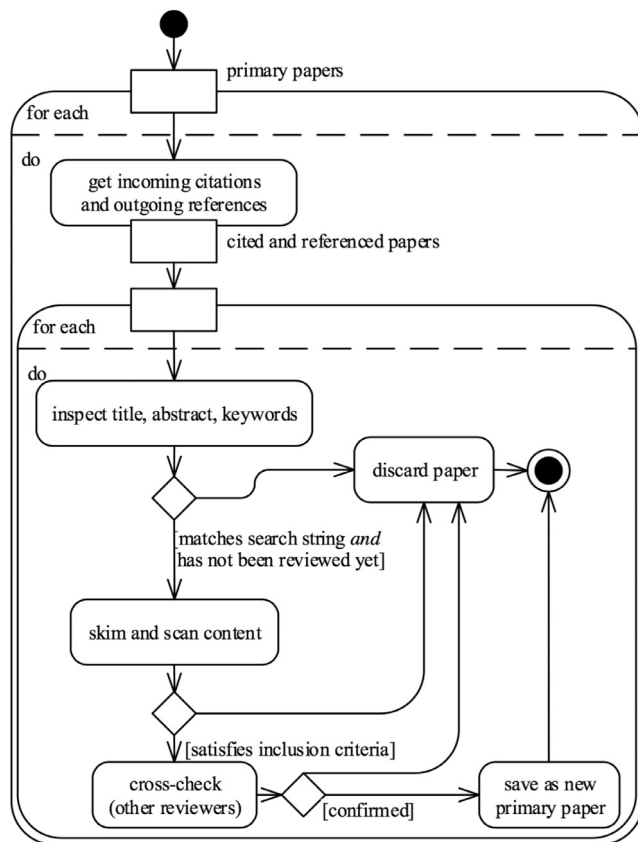 primary papers
for each
do
get incoming citations
and outgoing references
cited and referenced papers
for each
do
inspect title, abstract, keywords
discard paper
[matches search string and
has not been reviewed yet]
skim and scan content
[satisfies inclusion criteria]
cross-check
(other reviewers)
[confirmed]
save as new
primary paper